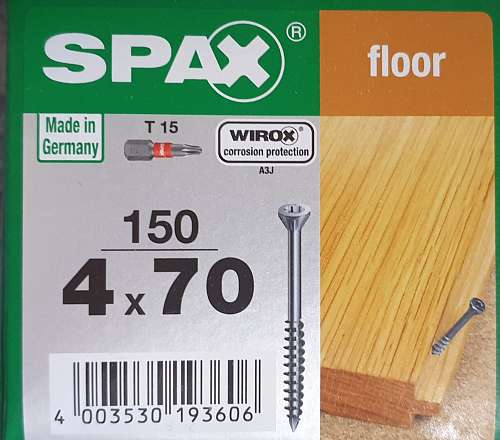 SPAX®
floor
Made in
Germany
T 15
WIROX®
corrosion protection
A3J
150
4 x 70
4 003530 193606